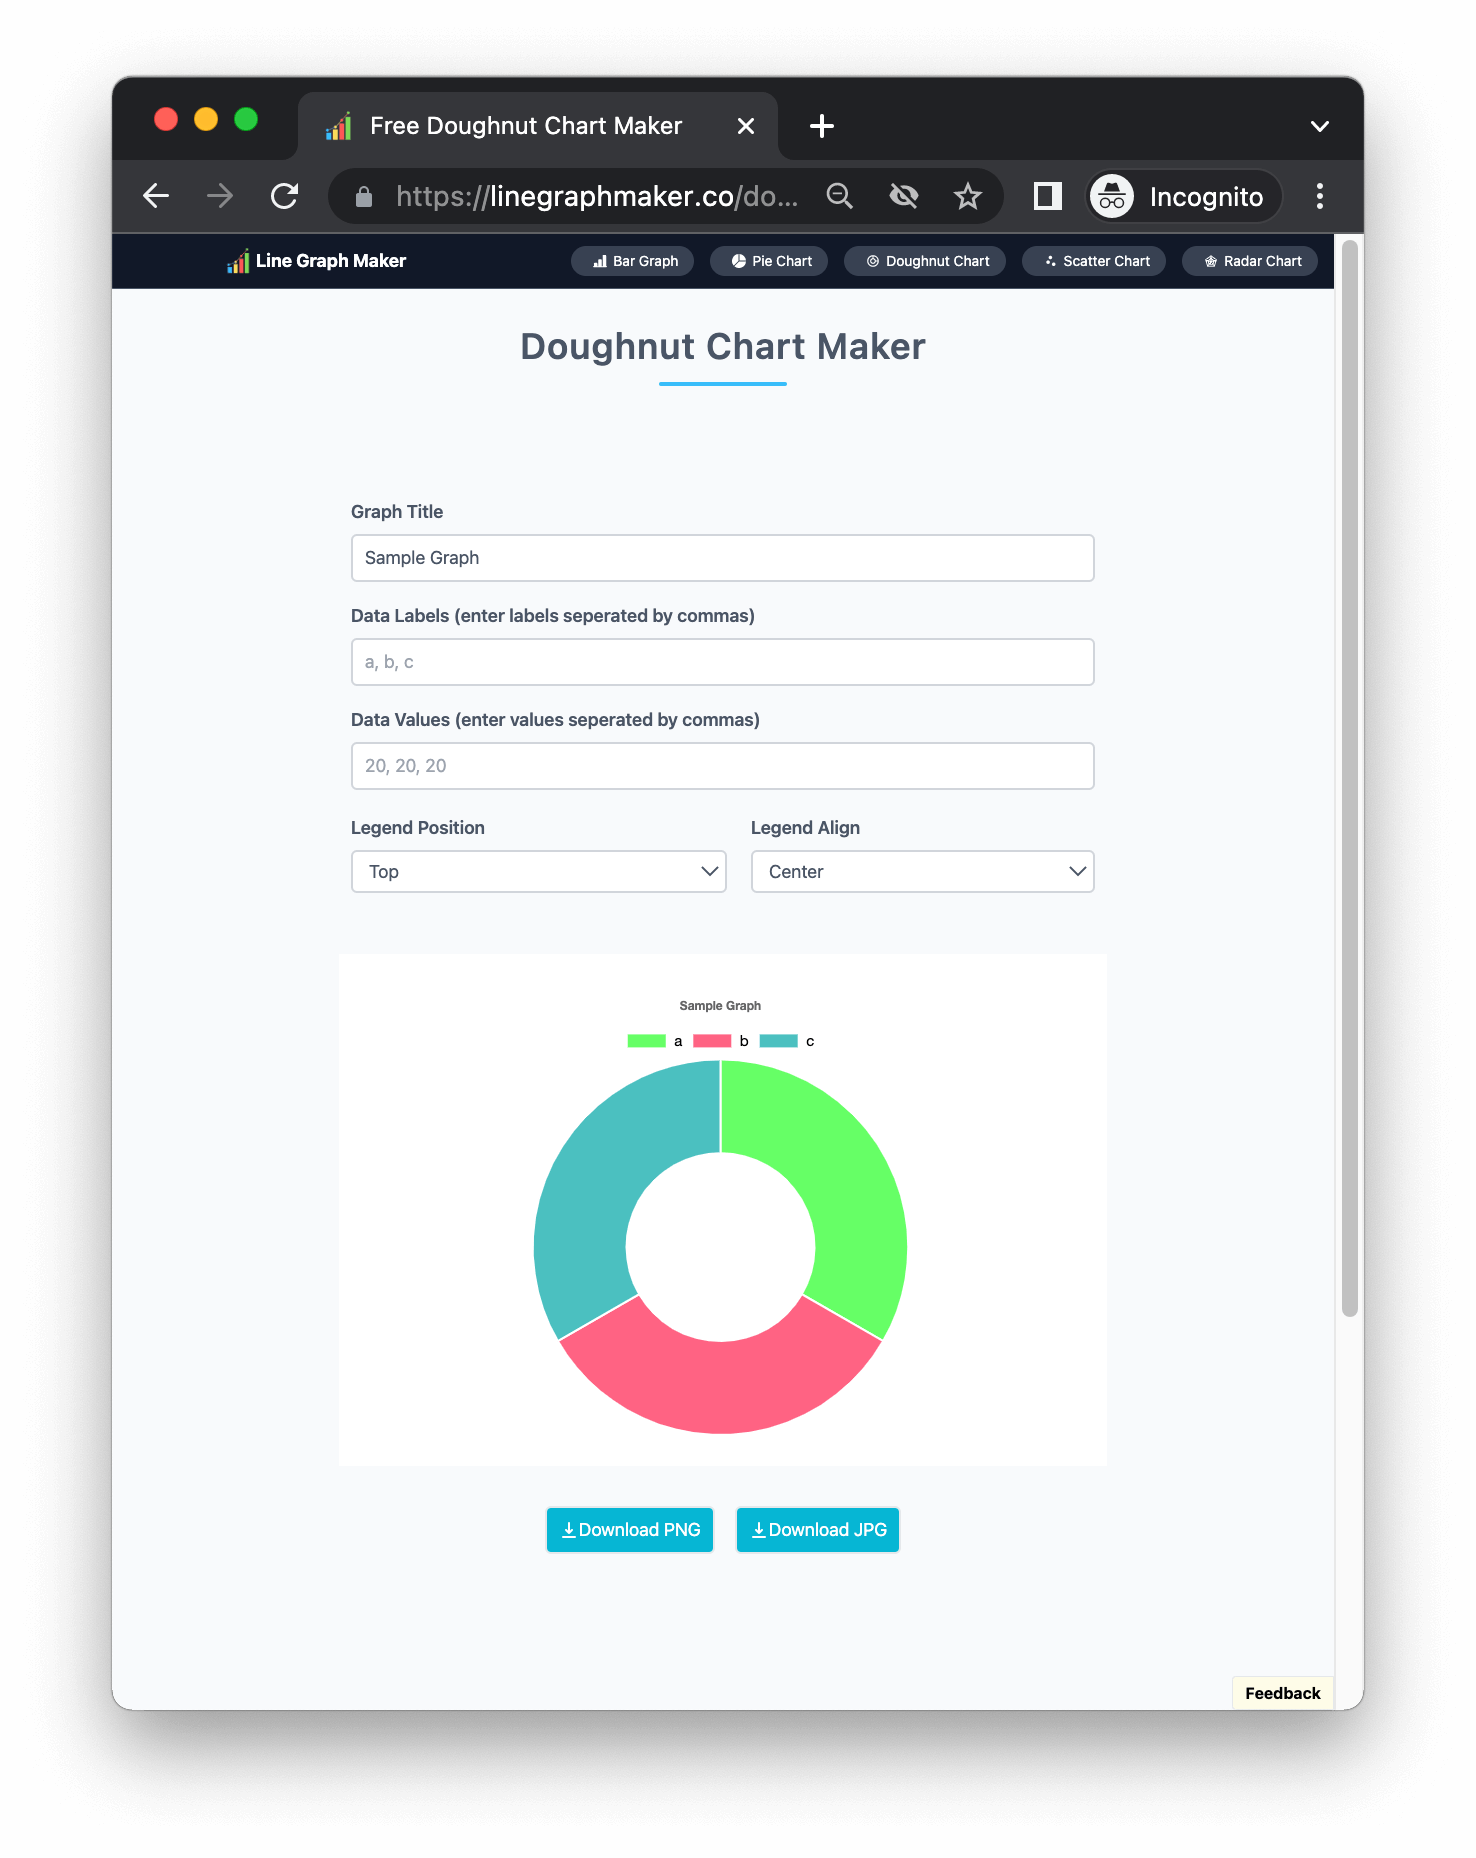 Free Doughnut Chart Maker
https://linegraphmaker.co/do...
Incognito
Line Graph Maker
Bar Graph
Pie Chart
Doughnut Chart
Scatter Chart
Radar Chart
Doughnut Chart Maker
Graph Title
Sample Graph
Data Labels (enter labels seperated by commas)
a, b, c
Data Values (enter values seperated by commas)
20, 20, 20
Legend Position
Legend Align
Top
Center
Sample Graph
a b c
Download PNG
Download JPG
Feedback